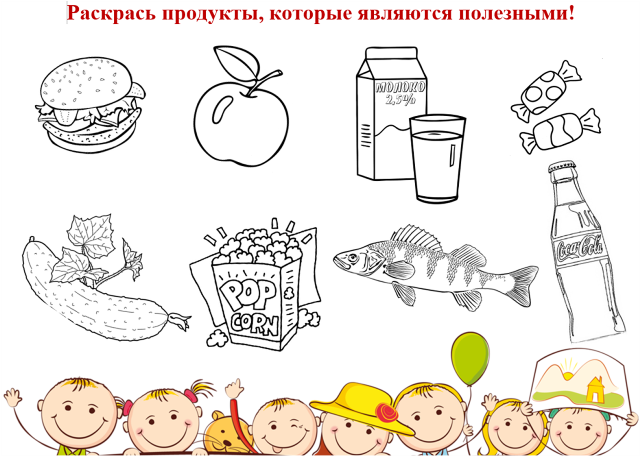 Раскрась продукты, которые являются полезными!
МОЛОКО
2,5%
Coca-Cola
POP
CORN